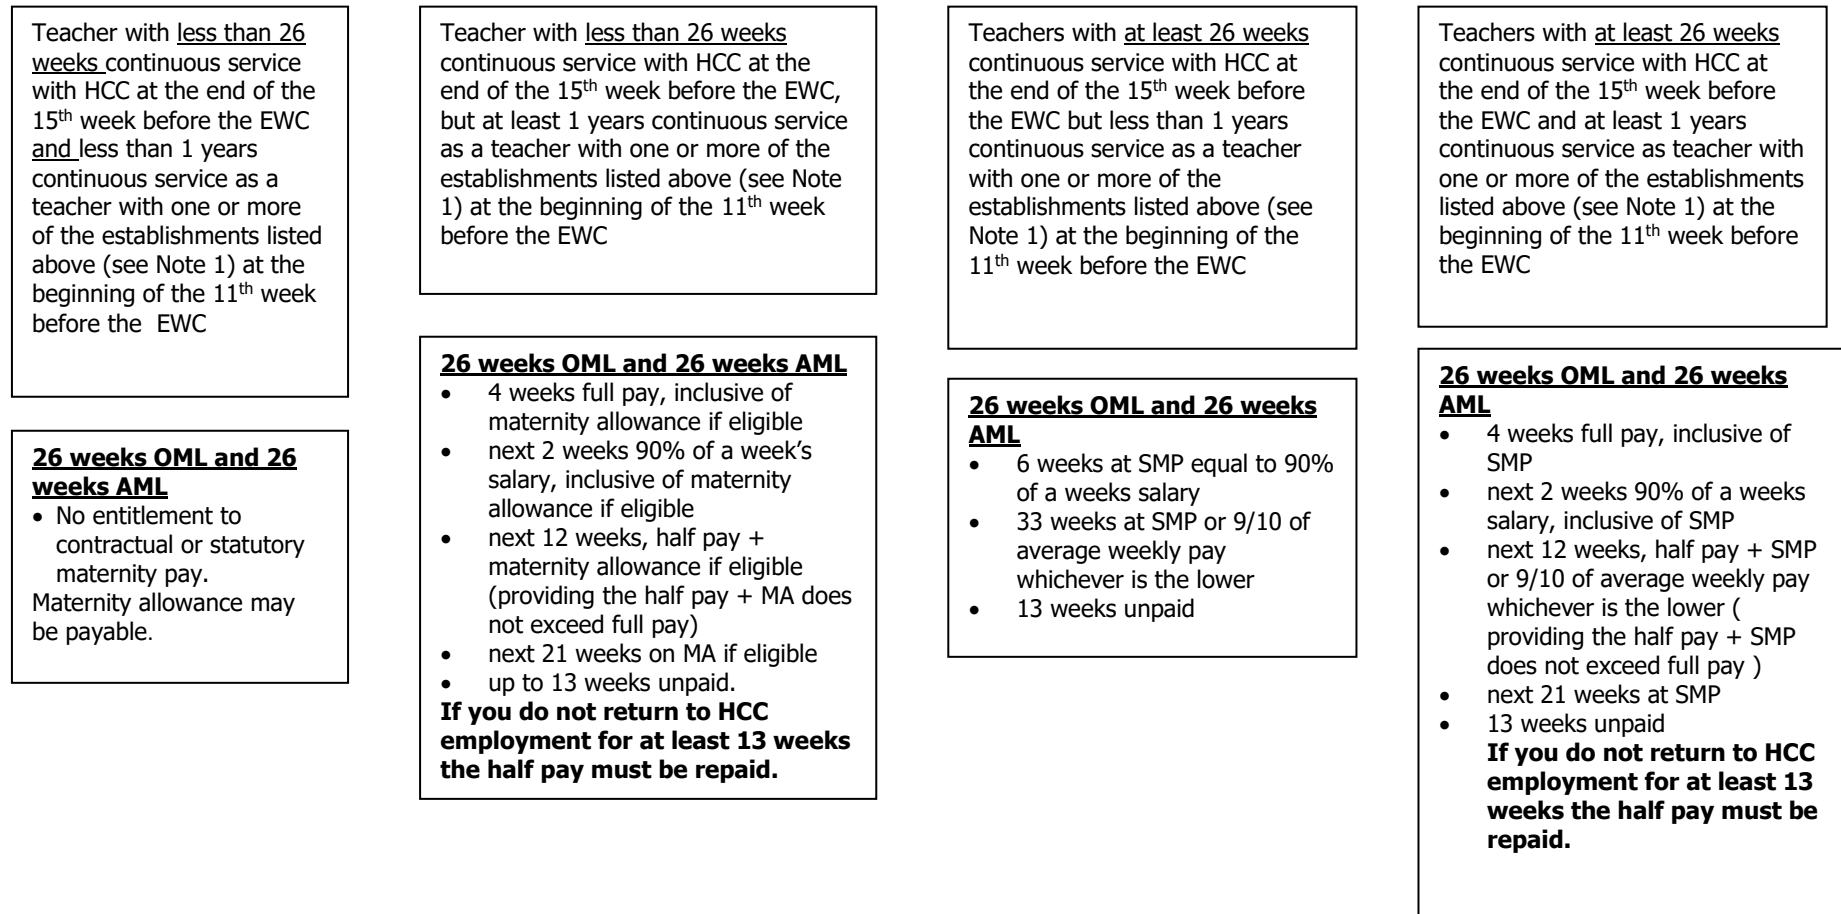 Teacher with less than 26
weeks continuous service
with HCC at the end of the
15th week before the EWC
and less than 1 years
continuous service as a
teacher with one or more
of the establishments listed
above (see Note 1) at the
beginning of the 11th week
before the  EWC
26 weeks OML and 26
weeks AML
• No entitlement to
contractual or statutory
maternity pay.
Maternity allowance may
be payable.
Teacher with less than 26 weeks
continuous service with HCC at the
end of the 15th week before the EWC,
but at least 1 years continuous service
as a teacher with one or more of the
establishments listed above (see Note
1) at the beginning of the 11th week
before the EWC
26 weeks OML and 26 weeks AML
• 4 weeks full pay, inclusive of
maternity allowance if eligible
• next 2 weeks 90% of a week’s
salary, inclusive of maternity
allowance if eligible
• next 12 weeks, half pay +
maternity allowance if eligible
(providing the half pay + MA does
not exceed full pay)
• next 21 weeks on MA if eligible
• up to 13 weeks unpaid.
If you do not return to HCC
employment for at least 13 weeks
the half pay must be repaid.
Teachers with at least 26 weeks
continuous service with HCC at
the end of the 15th week before
the EWC but less than 1 years
continuous service as a teacher
with one or more of the
establishments listed above (see
Note 1) at the beginning of the
11th week before the EWC
26 weeks OML and 26 weeks
AML
• 6 weeks at SMP equal to 90%
of a weeks salary
• 33 weeks at SMP or 9/10 of
average weekly pay
whichever is the lower
• 13 weeks unpaid
Teachers with at least 26 weeks
continuous service with HCC at
the end of the 15th week before
the EWC and at least 1 years
continuous service as teacher with
one or more of the establishments
listed above (see Note 1) at the
beginning of the 11th week before
the EWC
26 weeks OML and 26 weeks
AML
• 4 weeks full pay, inclusive of
SMP
• next 2 weeks 90% of a weeks
salary, inclusive of SMP
• next 12 weeks, half pay + SMP
or 9/10 of average weekly pay
whichever is the lower (
providing the half pay + SMP
does not exceed full pay )
• next 21 weeks at SMP
• 13 weeks unpaid
If you do not return to HCC
employment for at least 13
weeks the half pay must be
repaid.